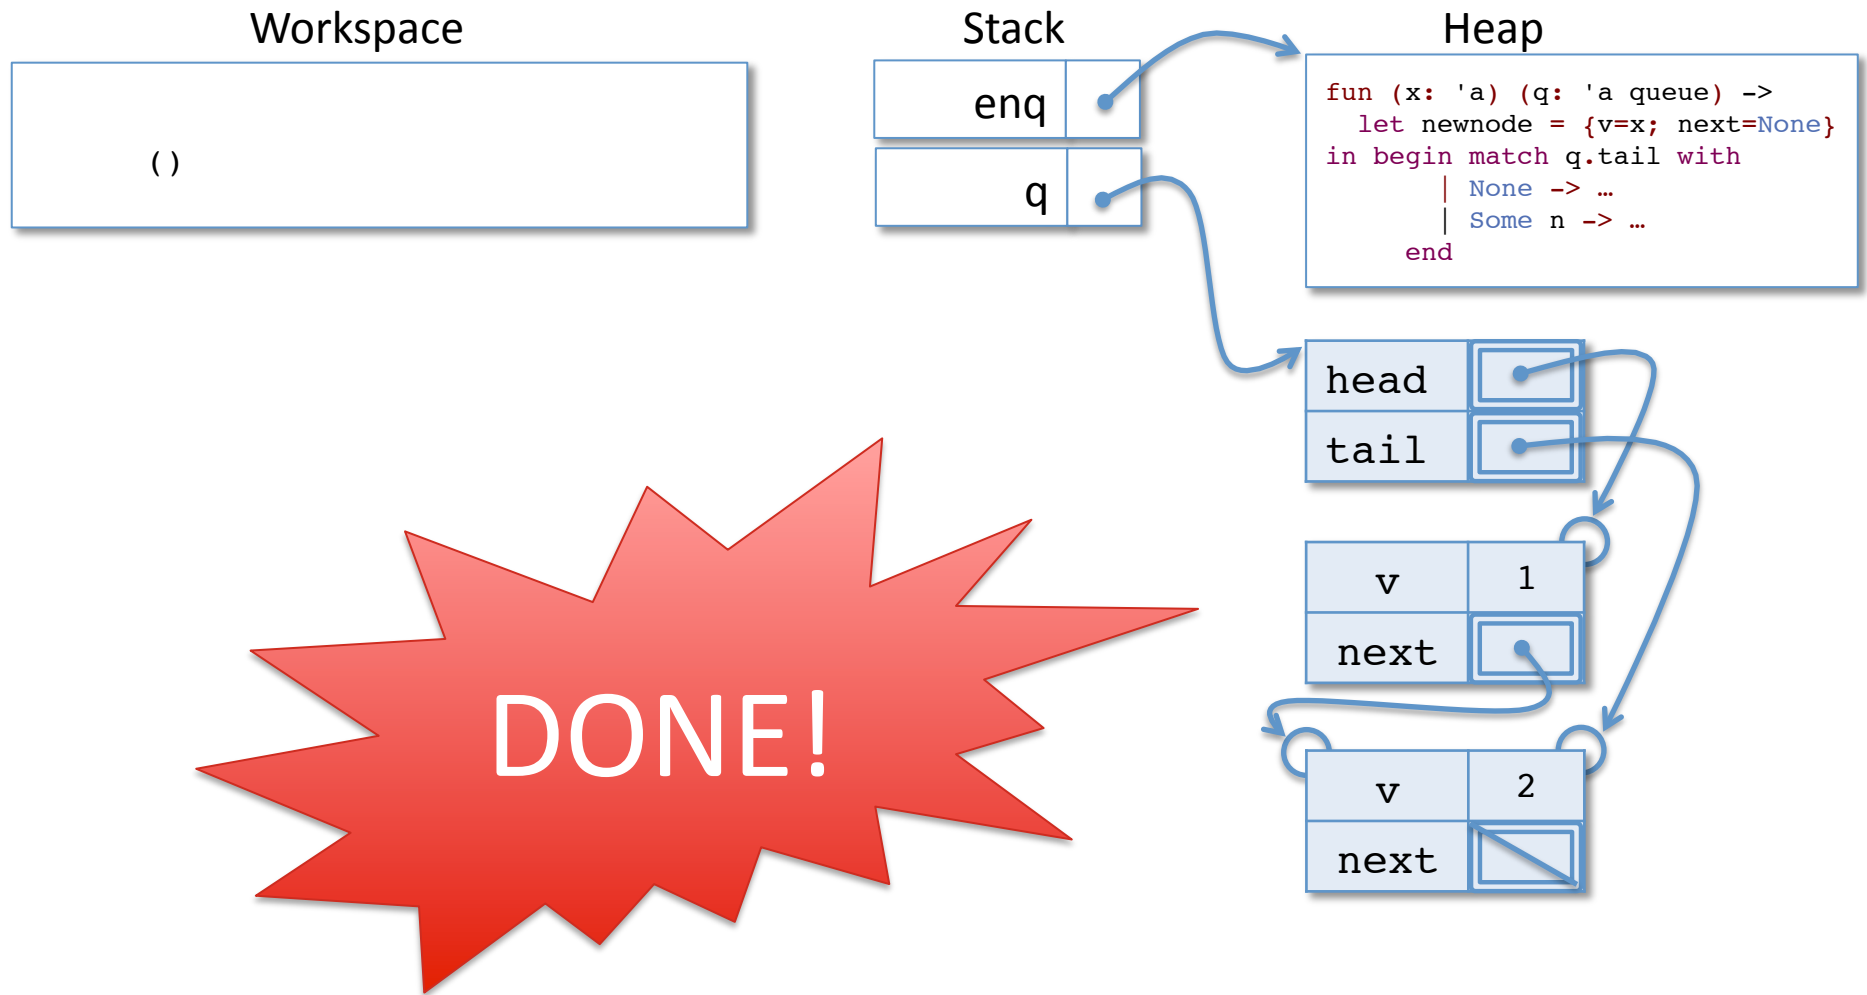 Workspace
Stack
Heap
()
enq
q
fun (x: 'a) (q: 'a queue) ->
let newnode = {v=x; next=None}
in begin match q.tail with
| None -> …
| Some n -> …
end
head
tail
v 1
next
v 2
next
DONE!